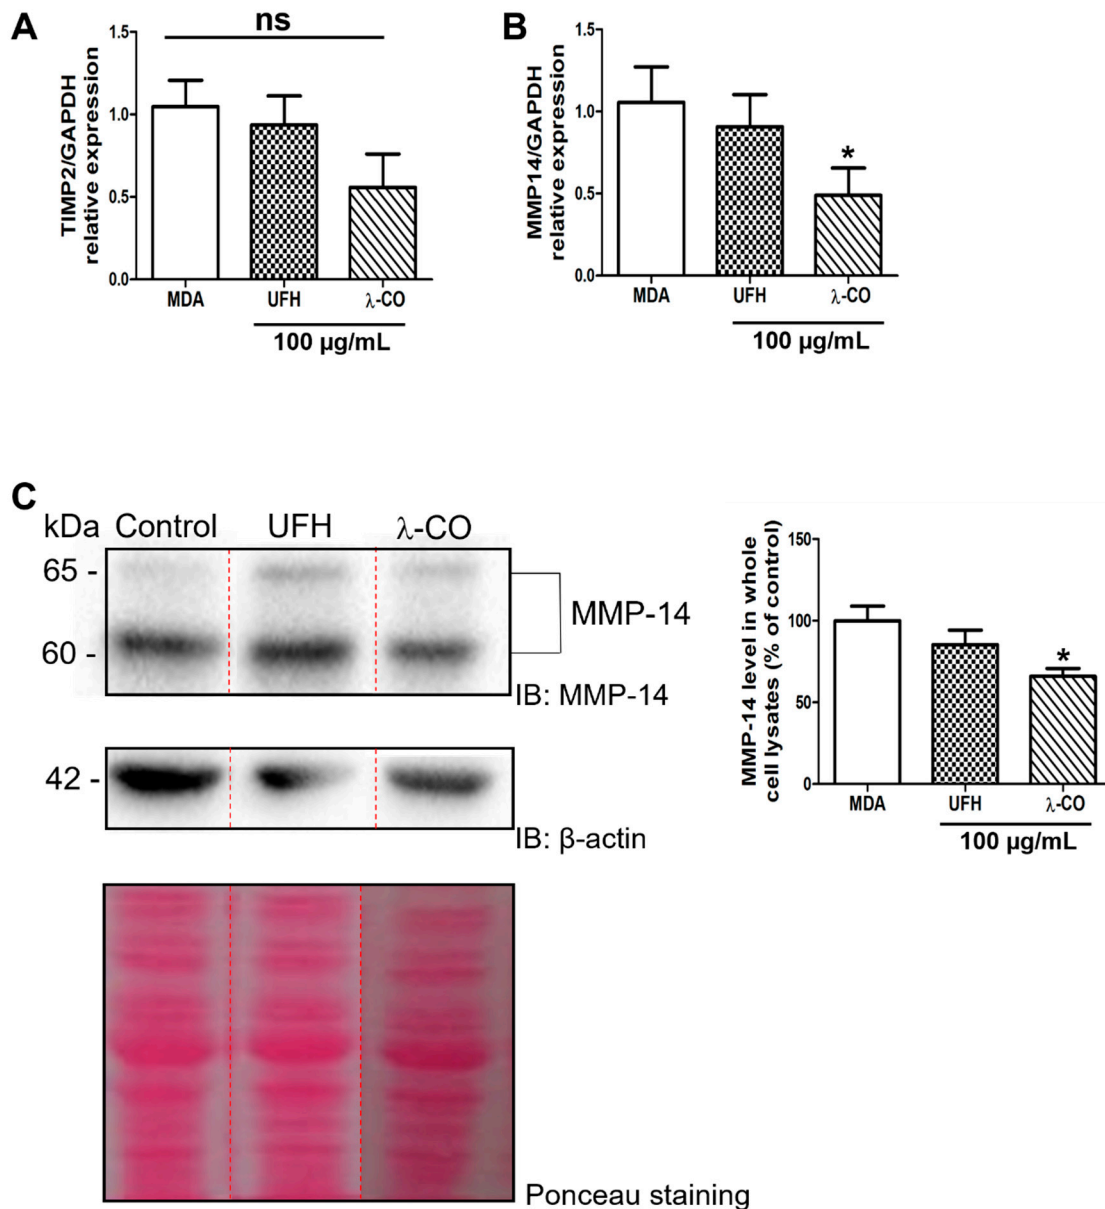 A
ns
TIMP2/GAPDH
relative expression
1.5
1.0
0.5
0.0
MDA UFH λ-CO
100 µg/mL
B
MMP14/GAPDH
relative expression
1.5
1.0
0.5
0.0
*
MDA UFH λ-CO
100 µg/mL
C
kDa Control UFH λ-CO
65 -
60 -
MMP-14
IB: MMP-14
42 -
IB: β-actin
Ponceau staining
MMP-14 level in whole
cell lysates (% of control)
150
100
50
0
*
MDA UFH λ-CO
100 µg/mL